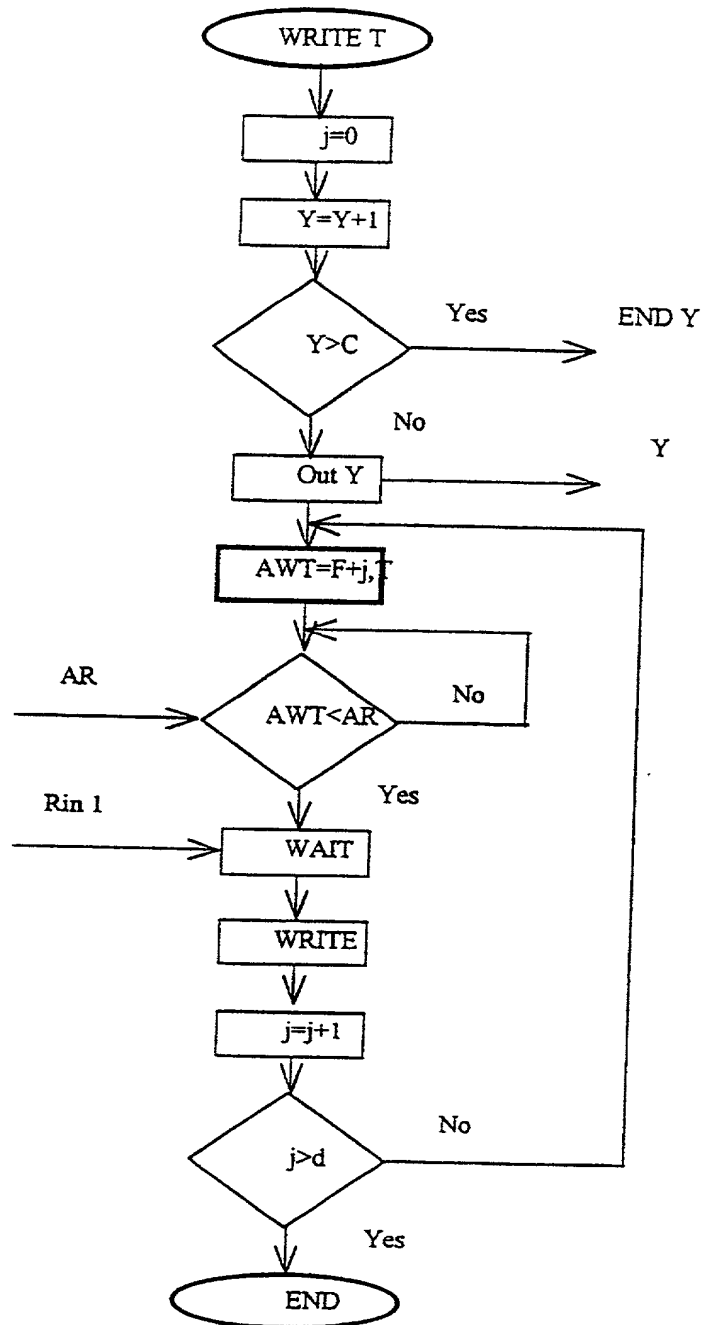 WRITE T
j=0
Y=Y+1
Y>C
Yes
END Y
No
Out Y
Y
AWT=F+j,T
AR
AWT<AR
No
Yes
Rin 1
WAIT
WRITE
j=j+1
j>d
No
Yes
END